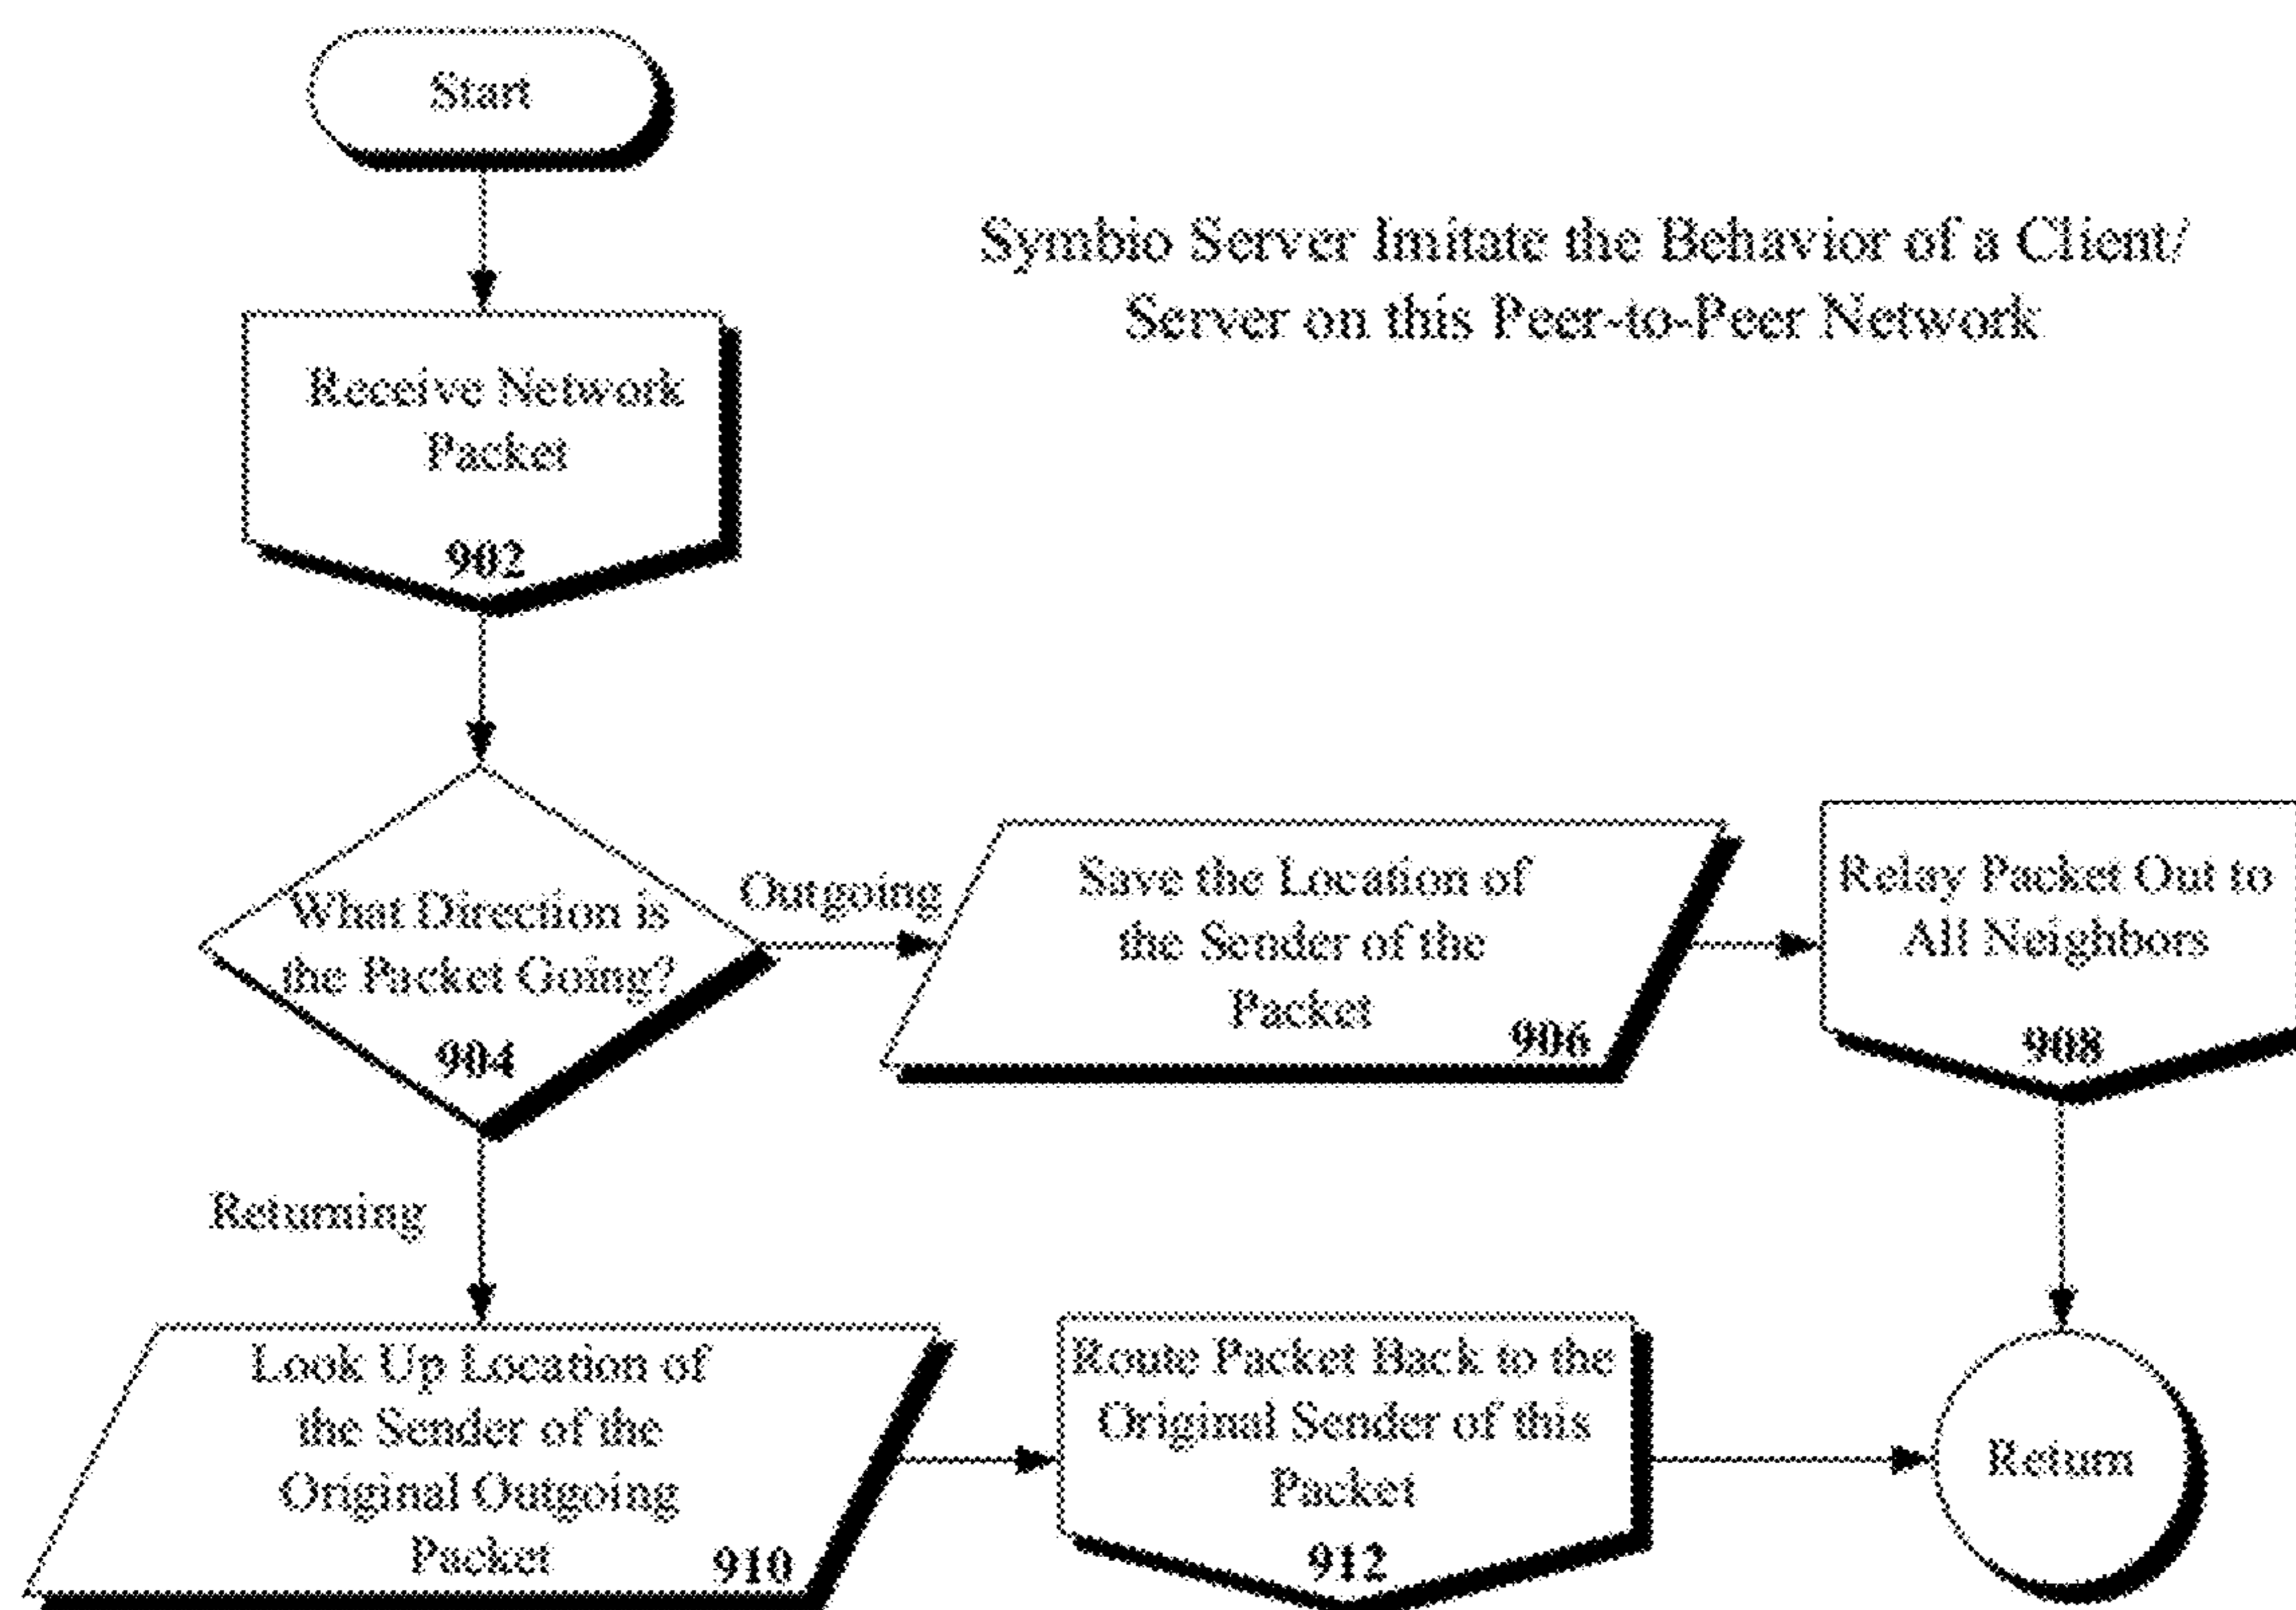 Start
Symbio Server Imitate the Behavior of a Client/
Server on this Peer-to-Peer Network
Receive Network
Packet
902
What Direction is
the Packet Going?
904
Outgoing
Save the Location of
the Sender of the
Packet
906
Relay Packet Out to
All Neighbors
908
Returning
Look Up Location of
the Sender of the
Original Outgoing
Packet
910
Route Packet Back to the
Original Sender of this
Packet
912
Return